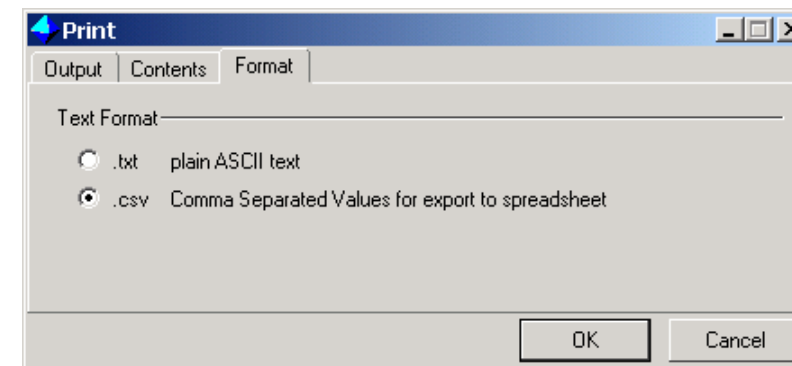 Print
Output Contents Format
Text Format
.txt plain ASCII text
.csv Comma Separated Values for export to spreadsheet
OK Cancel